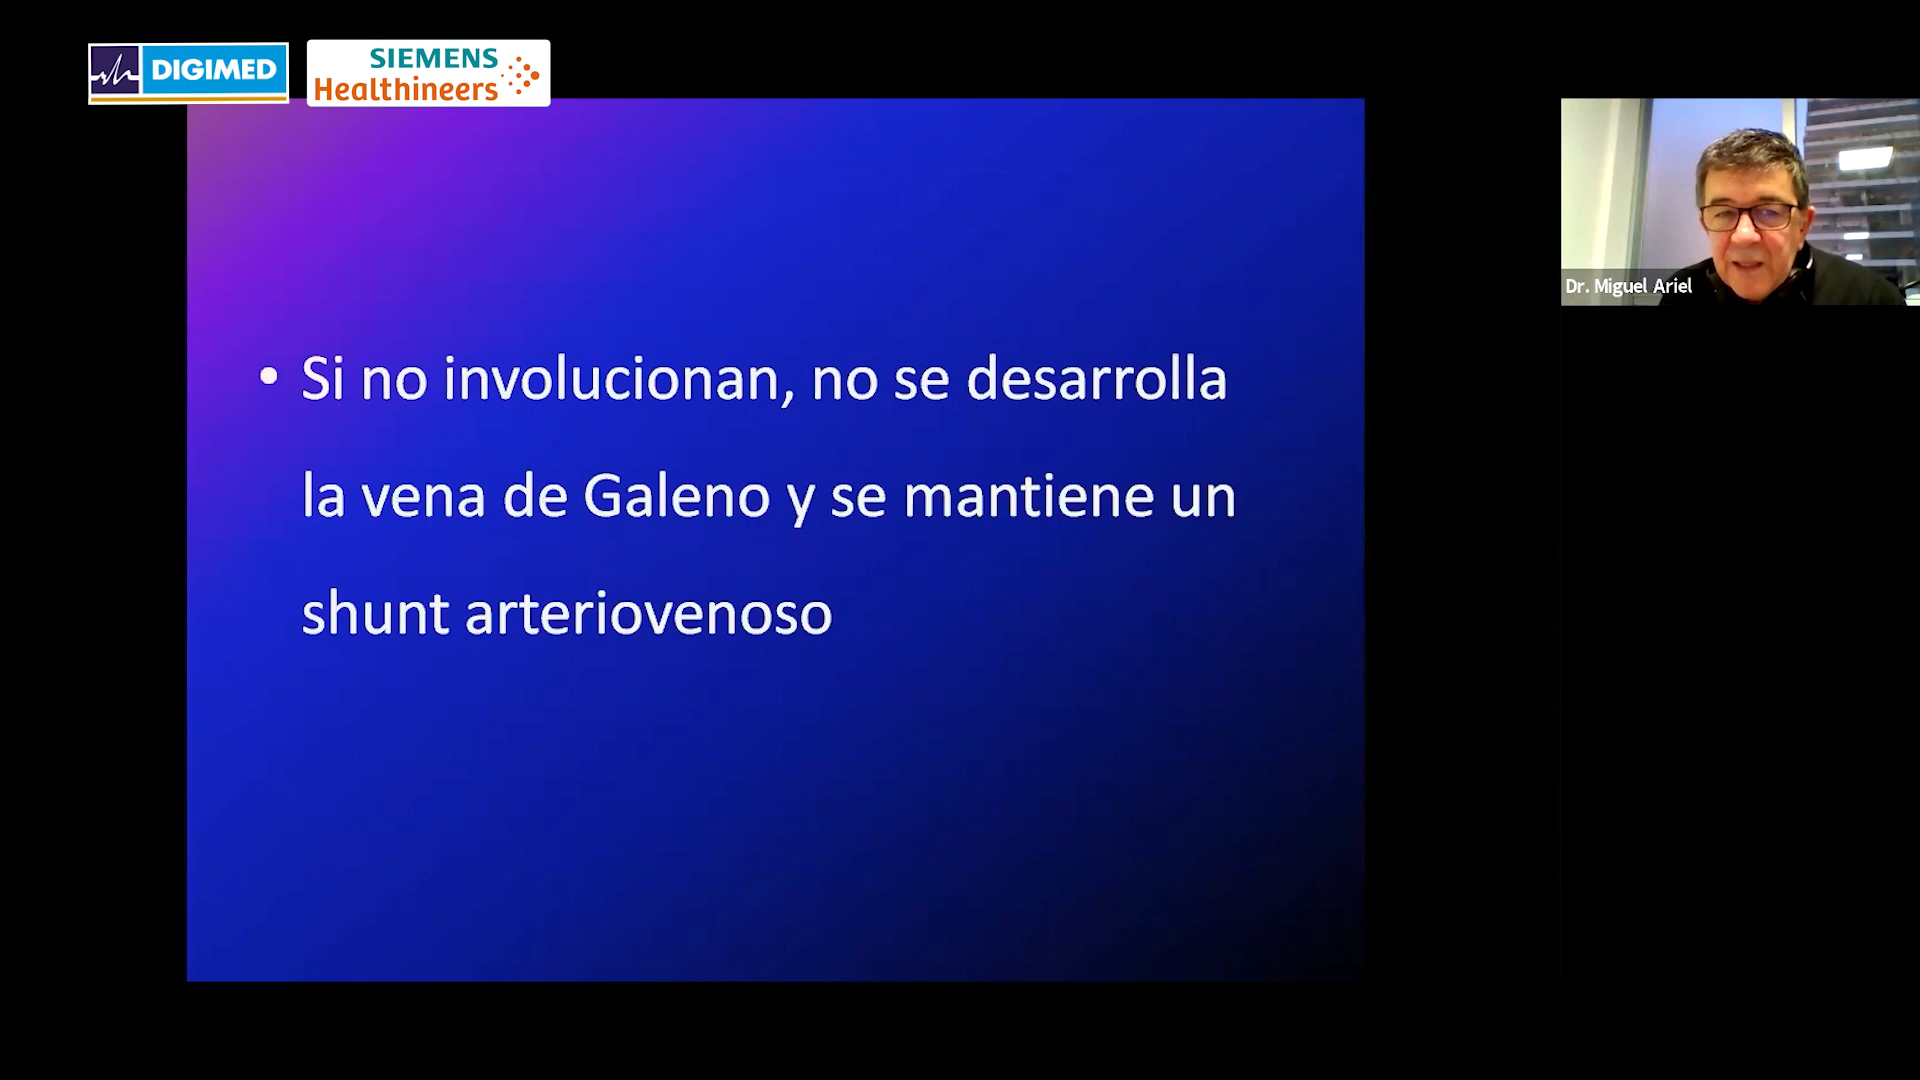 DIGIMED
SIEMENS
Healthineers
• Si no involucionan, no se desarrolla
la vena de Galeno y se mantiene un
shunt arteriovenoso
Dr. Miguel Ariel